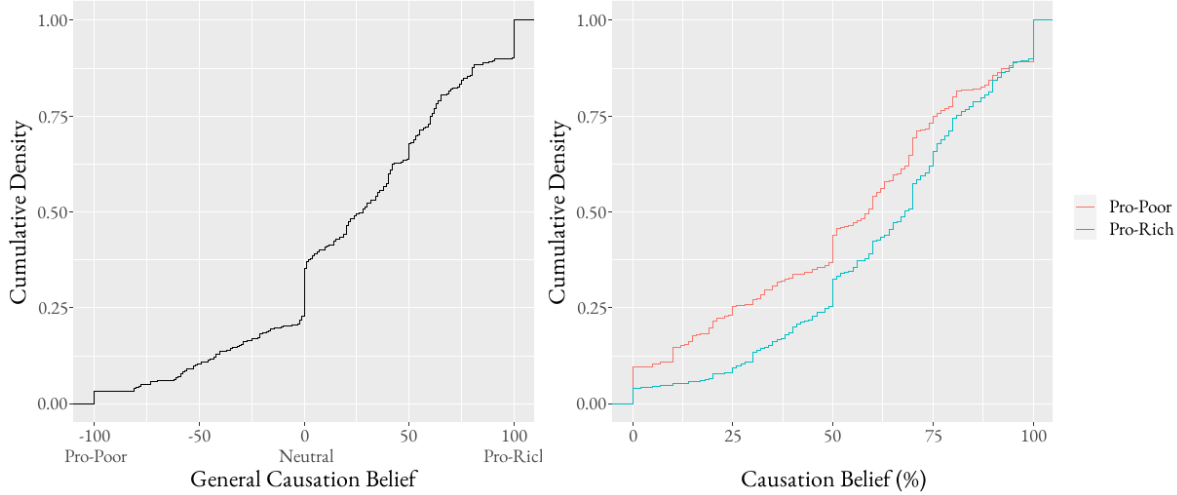 1.00
0.75
0.50
0.25
0.00
Cumulative Density
-100
Pro-Poor
-50
0
Neutral
50
100
Pro-Ricl
General Causation Belief
1.00
0.75
0.50
0.25
0.00
Cumulative Density
0
25
50
75
100
Causation Belief (%)
Pro-Poor
Pro-Rich